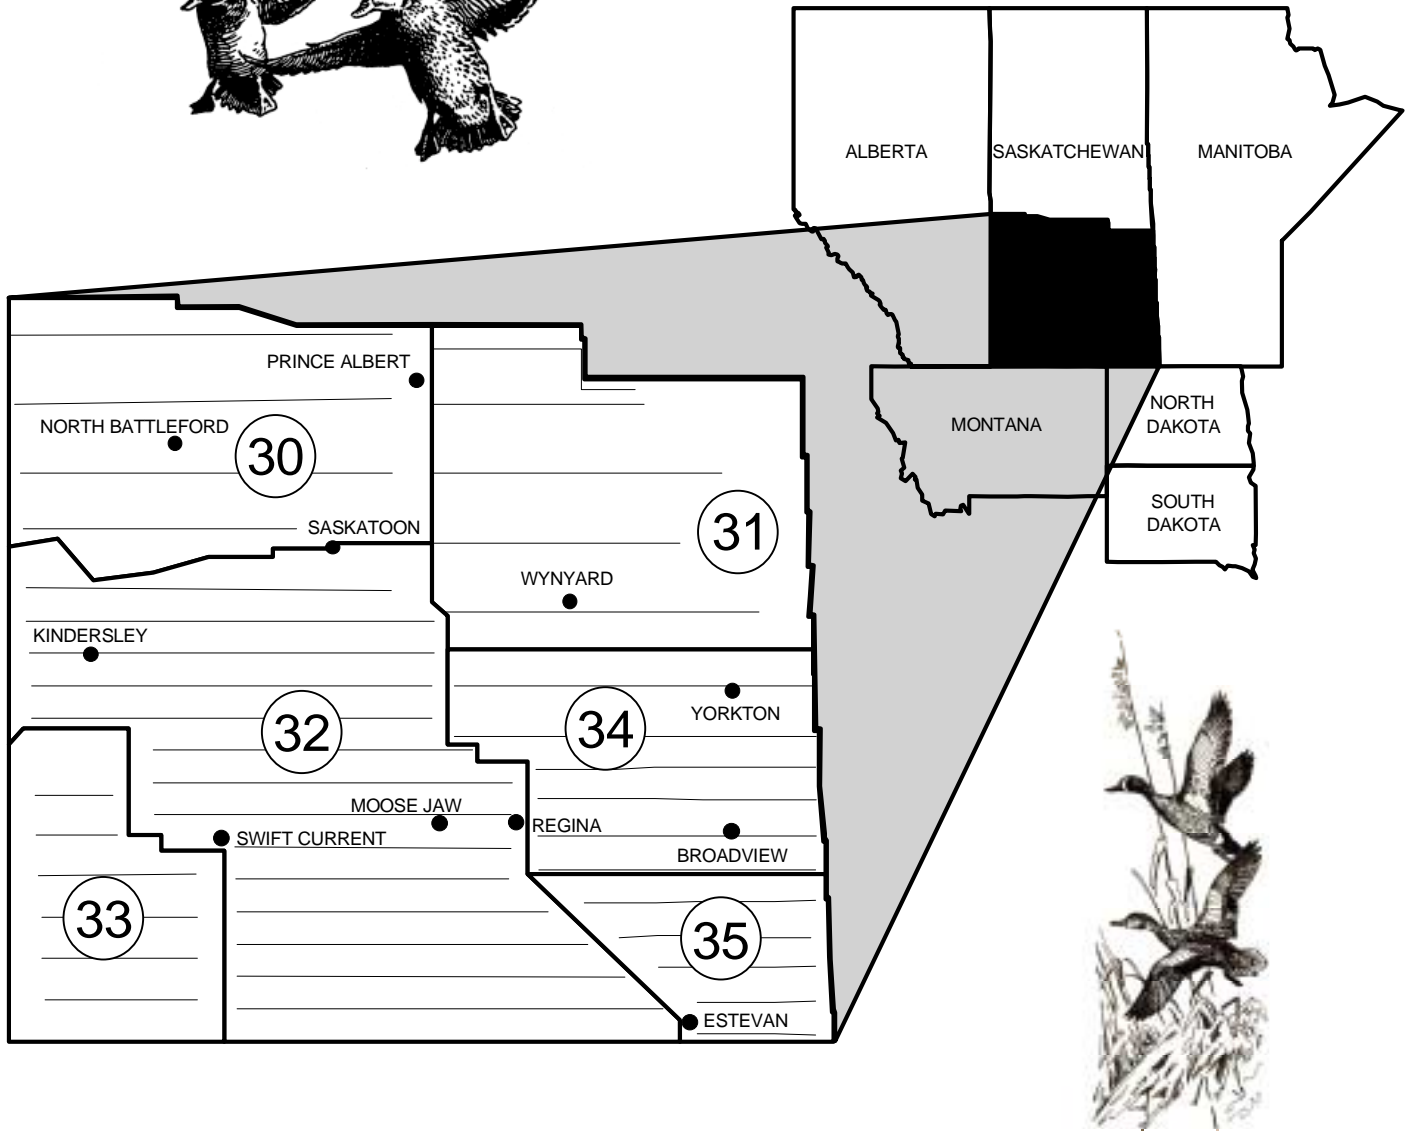 ALBERTA
SASKATCHEWAN
MANITOBA
PRINCE ALBERT
NORTH BATTLEFORD
30
SASKATOON
MONTANA
NORTH
DAKOTA
SOUTH
DAKOTA
31
WYNYARD
KINDERSLEY
32
34
YORKTON
MOOSE JAW
REGINA
SWIFT CURRENT
BROADVIEW
33
35
ESTEVAN